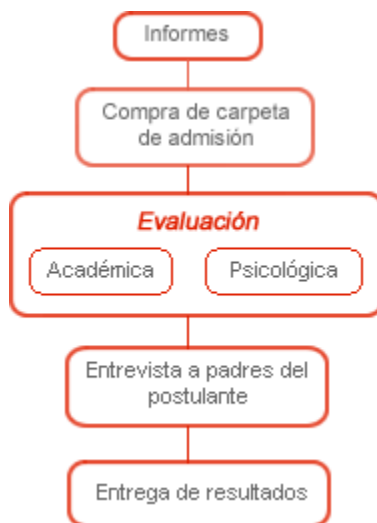 Informes
Compra de carpeta
de admisión
Evaluación
Académica
Psicológica
Entrevista a padres del
postulante
Entrega de resultados